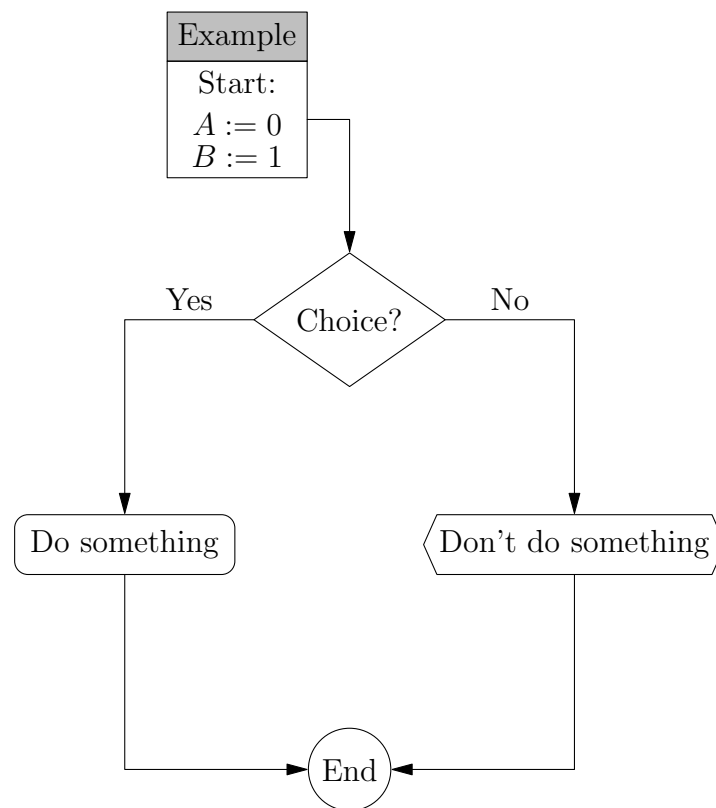 Example
Start:
A := 0
B := 1
Yes
No
Choice?
Do something
Don't do something
End